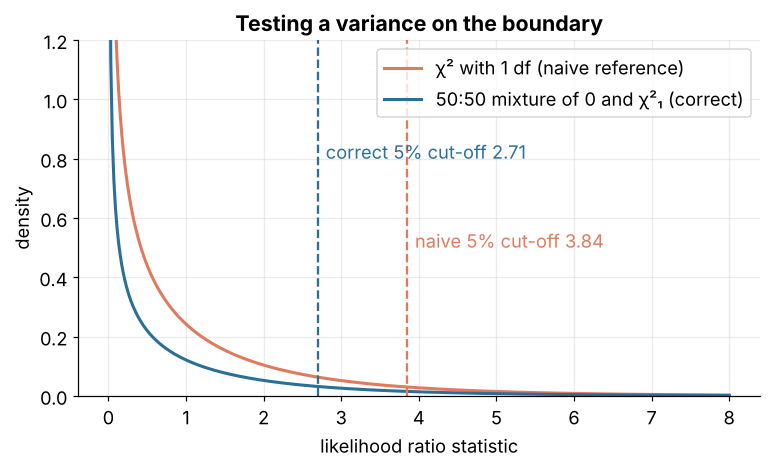 Testing a variance on the boundary
χ² with 1 df (naive reference)
50:50 mixture of 0 and χ²₁ (correct)
correct 5% cut-off 2.71
naive 5% cut-off 3.84
density
1.2
1.0
0.8
0.6
0.4
0.2
0.0
0 1 2 3 4 5 6 7 8
likelihood ratio statistic